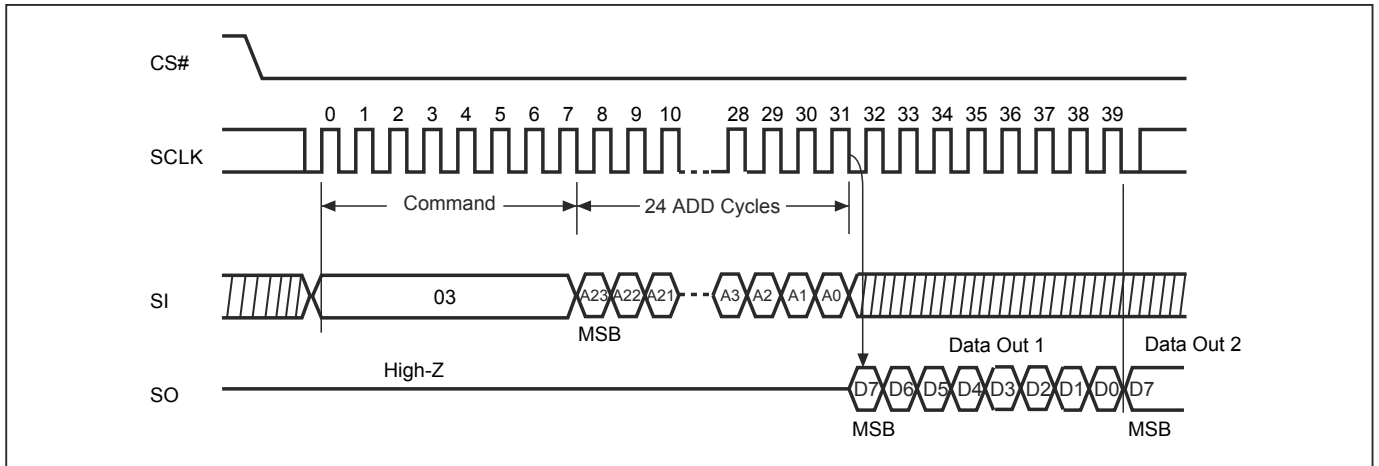 CS#
0 1 2 3 4 5 6 7 8 9 10 28 29 30 31 32 33 34 35 36 37 38 39
SCLK
Command 24 ADD Cycles
SI 03 A23 A22 A21 A3 A2 A1 A0
MSB
Data Out 1 Data Out 2
High-Z
SO D7 D6 D5 D4 D3 D2 D1 D0 D7
MSB MSB